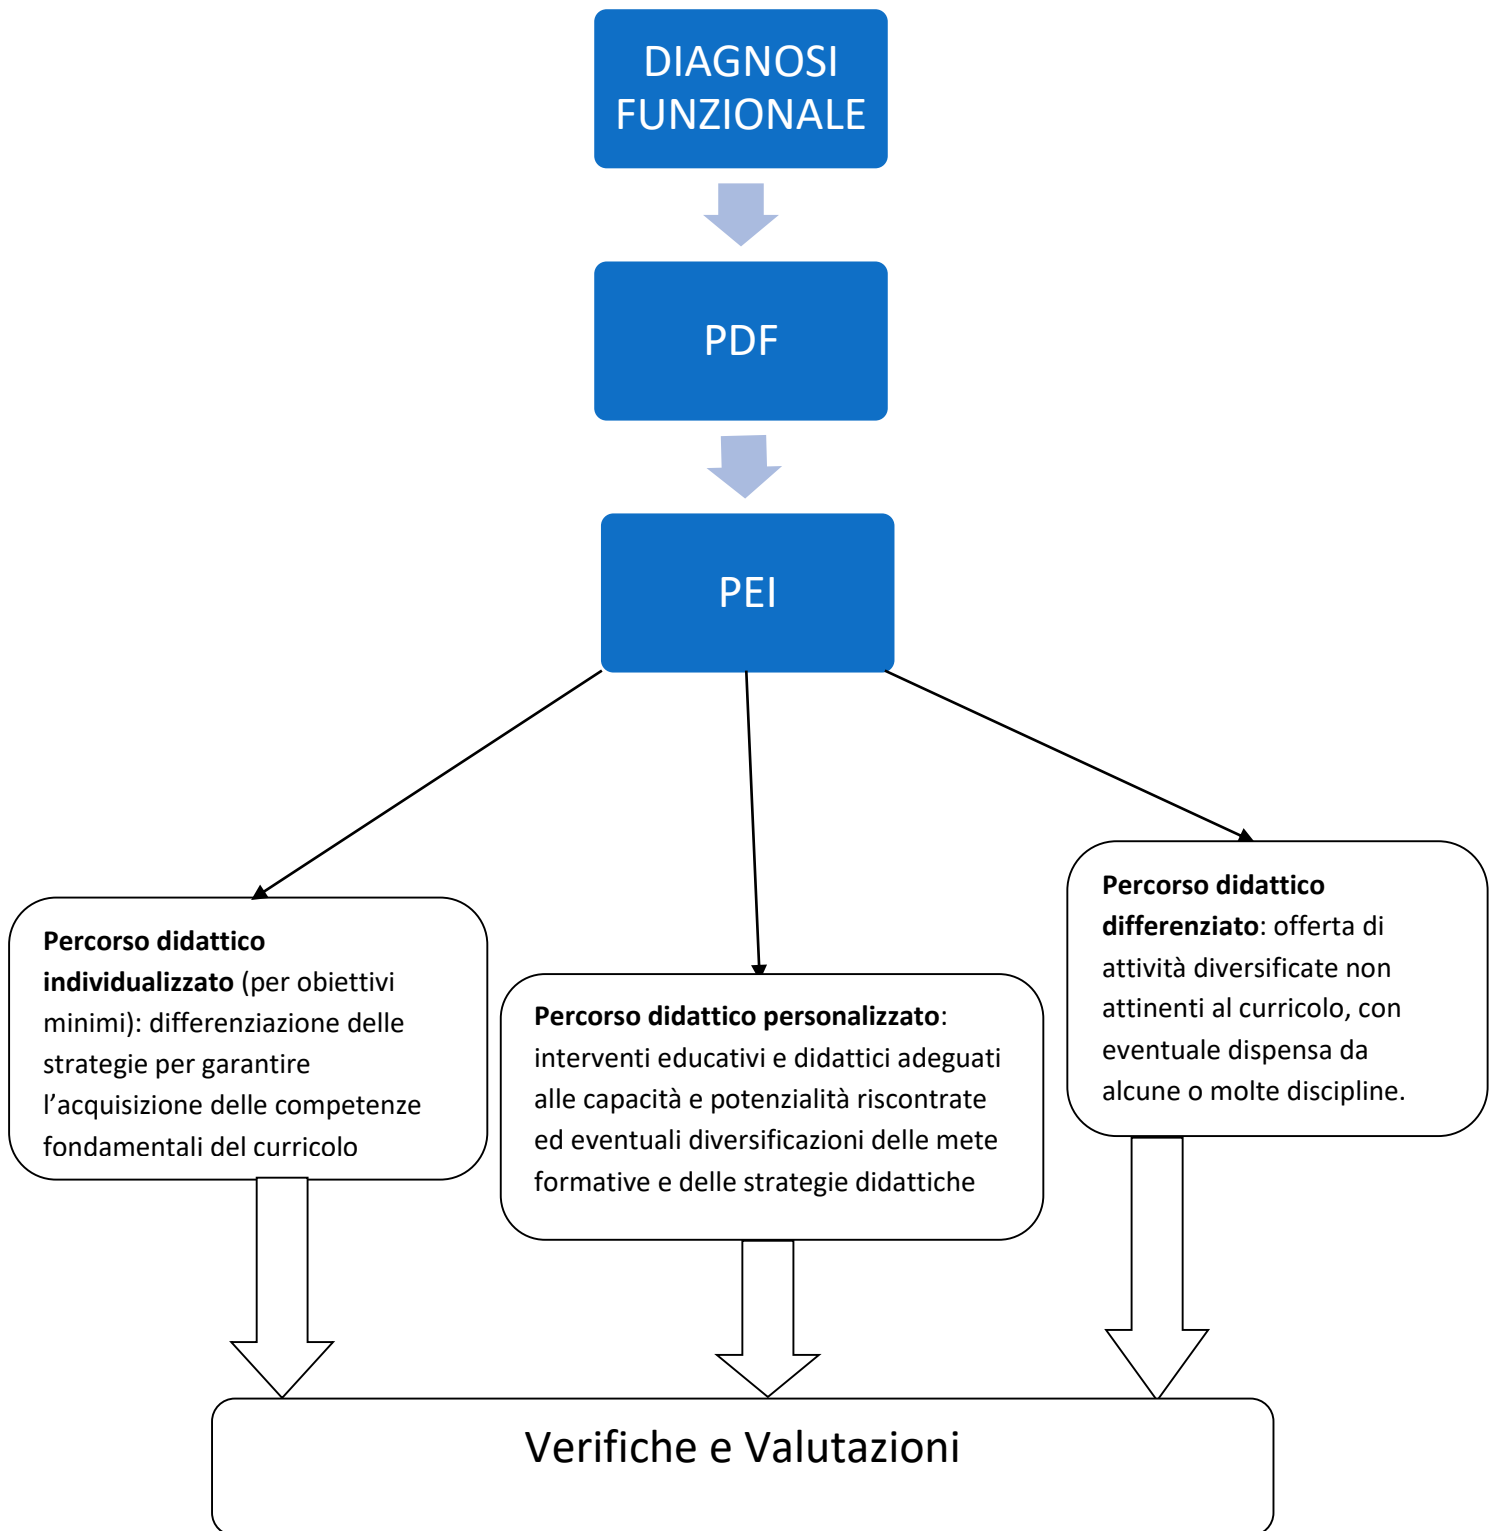 DIAGNOSI
FUNZIONALE
PDF
PEI
Percorso didattico
individualizzato (per obiettivi
minimi): differenziazione delle
strategie per garantire
l’acquisizione delle competenze
fondamentali del curricolo
Percorso didattico personalizzato:
interventi educativi e didattici adeguati
alle capacità e potenzialità riscontrate
ed eventuali diversificazioni delle mete
formative e delle strategie didattiche
Percorso didattico
differenziato: offerta di
attività diversificate non
attinenti al curricolo, con
eventuale dispensa da
alcune o molte discipline.
Verifiche e Valutazioni